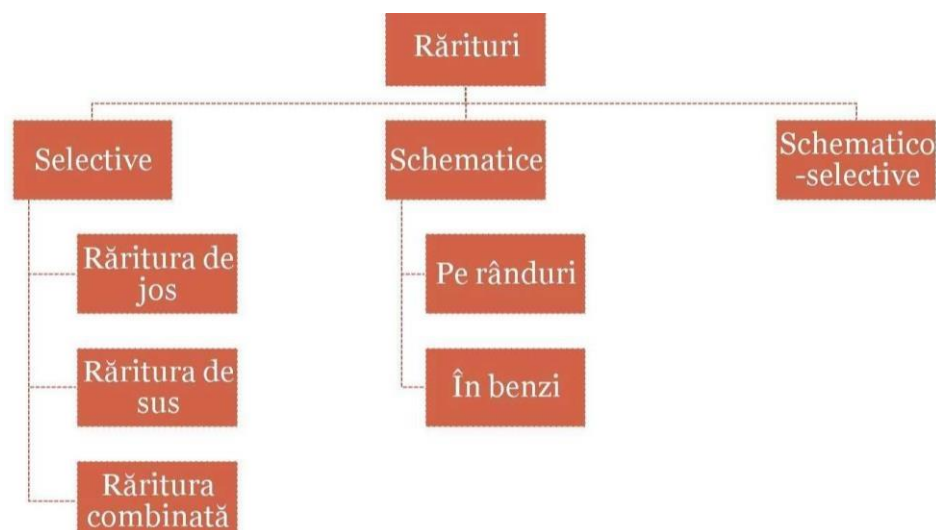 Rărituri
Selective
Schematice
Schematico
-selective
Răritura de
jos
Răritura de
sus
Răritura
combinată
Pe rânduri
În benzi